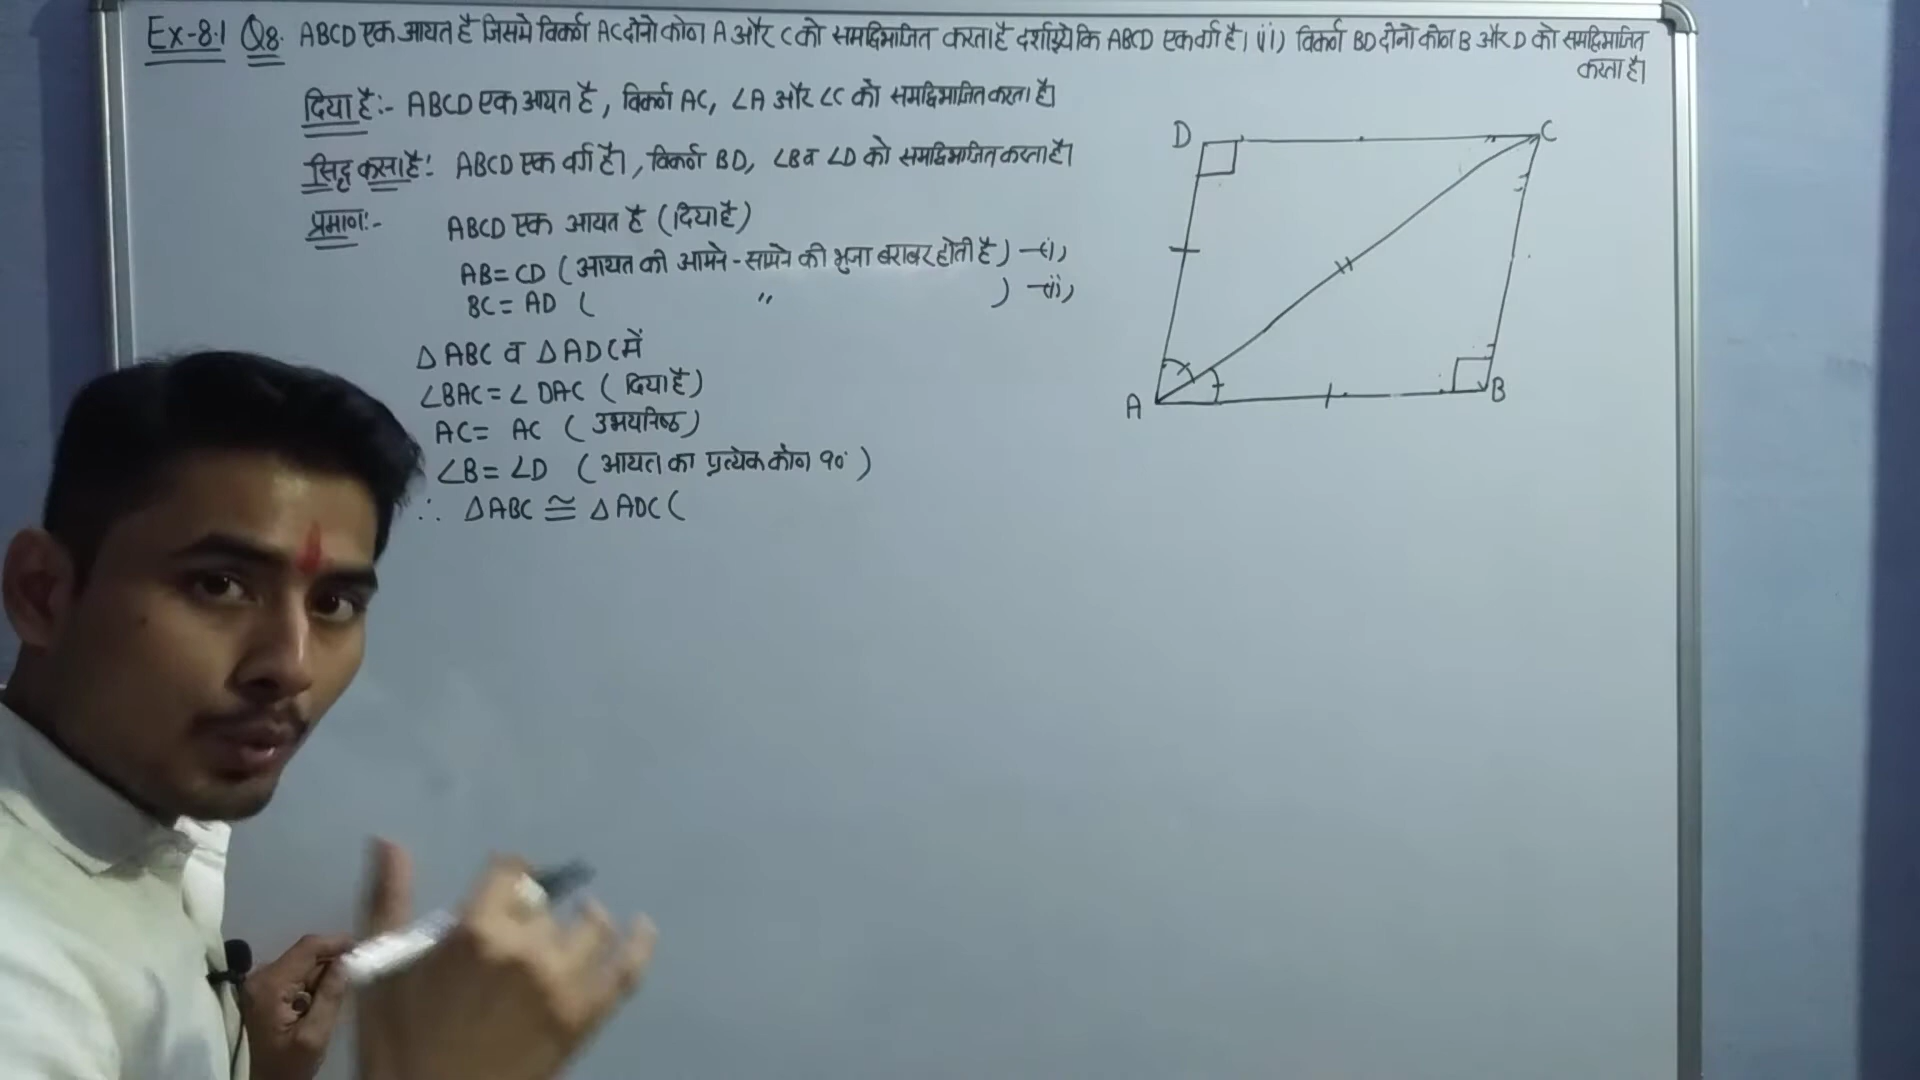 Ex-8.1 Q8. ABCD एक आयत है जिसमे विकर्ण AC दोनो कोण A और C को समद्विभाजित करता है दर्शाइये कि ABCD एक वर्ग है। (ii) विकर्ण BD दोनो कोण B और D को समद्विभाजित
करता है।
दिया है:- ABCD एक आयत है, विकर्ण AC, ∠A और ∠C को समद्विभाजित करता है।
सिद्ध करना है: ABCD एक वर्ग है।, विकर्ण BD, ∠B व ∠D को समद्विभाजित करता है।
प्रमाण:- ABCD एक आयत है (दिया है)
AB = CD (आयत की आमने-सामने की भुजा बराबर होती है) —(i)
BC = AD ( " ) —(ii)
△ABC व △ADC में
∠BAC = ∠DAC (दिया है)
AC = AC (उभयनिष्ठ)
∠B = ∠D (आयत का प्रत्येक कोण 90°)
∴ △ABC ≅ △ADC (
D
C
A
B